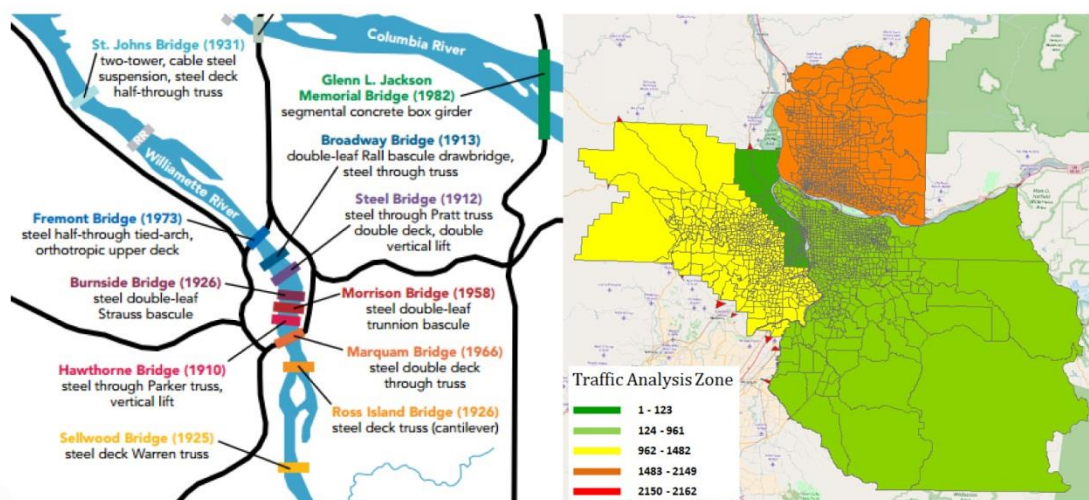 St. Johns Bridge (1931)
two-tower, cable steel
suspension, steel deck
half-through truss
Columbia River
Glenn L. Jackson
Memorial Bridge (1982)
segmental concrete box
girder
Broadway Bridge (1913)
double-leaf Rall bascule drawbridge,
steel through truss
Willamette River
RR
Steel Bridge (1912)
steel through Pratt truss
double deck, double
vertical lift
Fremont Bridge (1973)
steel half-through tied-arch,
orthotropic upper deck
Burnside Bridge (1926)
steel double-leaf
Strauss bascule
Morrison Bridge (1958)
steel double-leaf
trunnion bascule
Hawthorne Bridge (1910)
steel through Parker truss,
vertical lift
Marquam Bridge (1966)
steel double deck
through truss
Ross Island Bridge (1926)
steel deck truss (cantilever)
Sellwood Bridge (1925)
steel deck Warren truss
Traffic Analysis Zone
1 - 123
124 - 961
962 - 1482
1483 - 2149
2150 - 2162